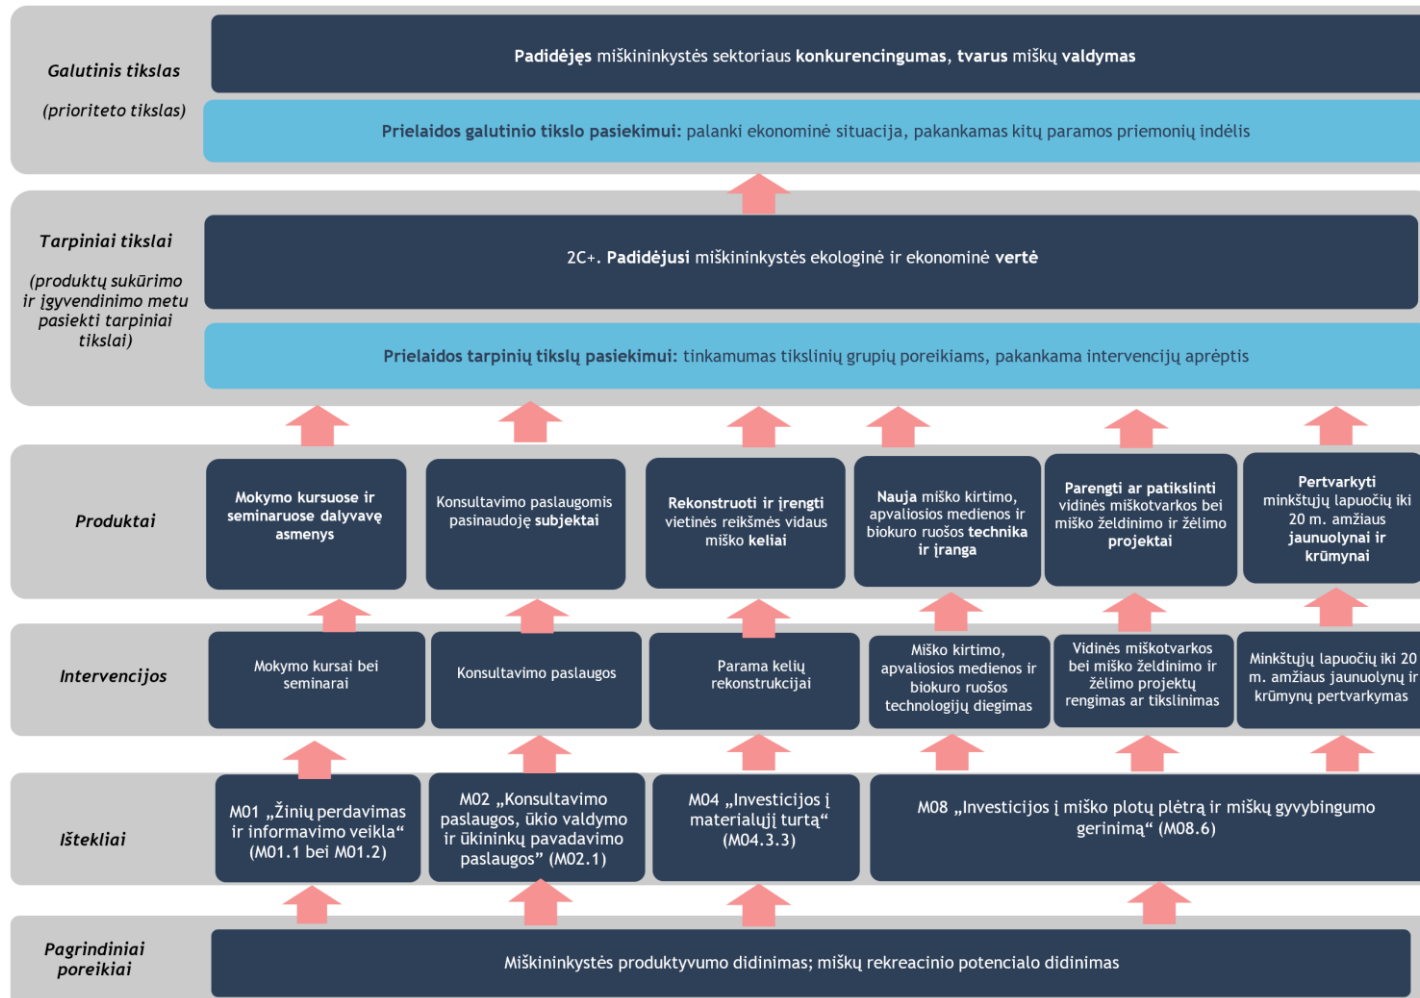 Galutinis tikslas
(prioriteto tikslas)
Padidėjęs miškininkystės sektoriaus konkurencingumas, tvarus miškų valdymas
Prielaidos galutinio tikslo pasiekimui: palanki ekonominė situacija, pakankamas kitų paramos priemonių indėlis
Tarpiniai tikslai
(produktų sukūrimo
ir įgyvendinimo metu
pasiekti tarpiniai
tikslai)
2C+. Padidėjusi miškininkystės ekologinė ir ekonominė vertė
Prielaidos tarpinių tikslų pasiekimui: tinkamumas tikslinių grupių poreikiams, pakankama intervencijų aprėptis
Produktai
Mokymo kursuose ir
seminaruose dalyvavę
asmenys
Konsultavimo paslaugomis
pasinaudoję subjektai
Rekonstruoti ir įrengti
vietinės reikšmės vidaus
miško keliai
Nauja miško kirtimo,
apvaliosios medienos ir
biokuro ruošos technika
ir įranga
Parengti ar patikslinti
vidinės miškotvarkos bei
miško želdinimo ir žėlimo
projektai
Pertvarkyti
minkštųjų lapuočių iki
20 m. amžiaus
jaunuolynai ir
krūmynai
Intervencijos
Mokymo kursai bei
seminarai
Konsultavimo paslaugos
Parama kelių
rekonstrukcijai
Miško kirtimo,
apvaliosios medienos ir
biokuro ruošos
technologijų diegimas
Vidinės miškotvarkos
bei miško želdinimo ir
žėlimo projektų
rengimas ar tikslinimas
Minkštųjų lapuočių iki 20
m. amžiaus jaunuolynų ir
krūmynų pertvarkymas
Ištekliai
M01 „Žinių perdavimas
ir informavimo veikla“
(M01.1 bei M01.2)
M02 „Konsultavimo
paslaugos, ūkio valdymo
ir ūkininkų pavadavimo
paslaugos” (M02.1)
M04 „Investicijos į
materialųjį turtą“
(M04.3.3)
M08 „Investicijos į miško plotų plėtrą ir miškų gyvybingumo
gerinimą“ (M08.6)
Pagrindiniai
poreikiai
Miškininkystės produktyvumo didinimas; miškų rekreacinio potencialo didinimas